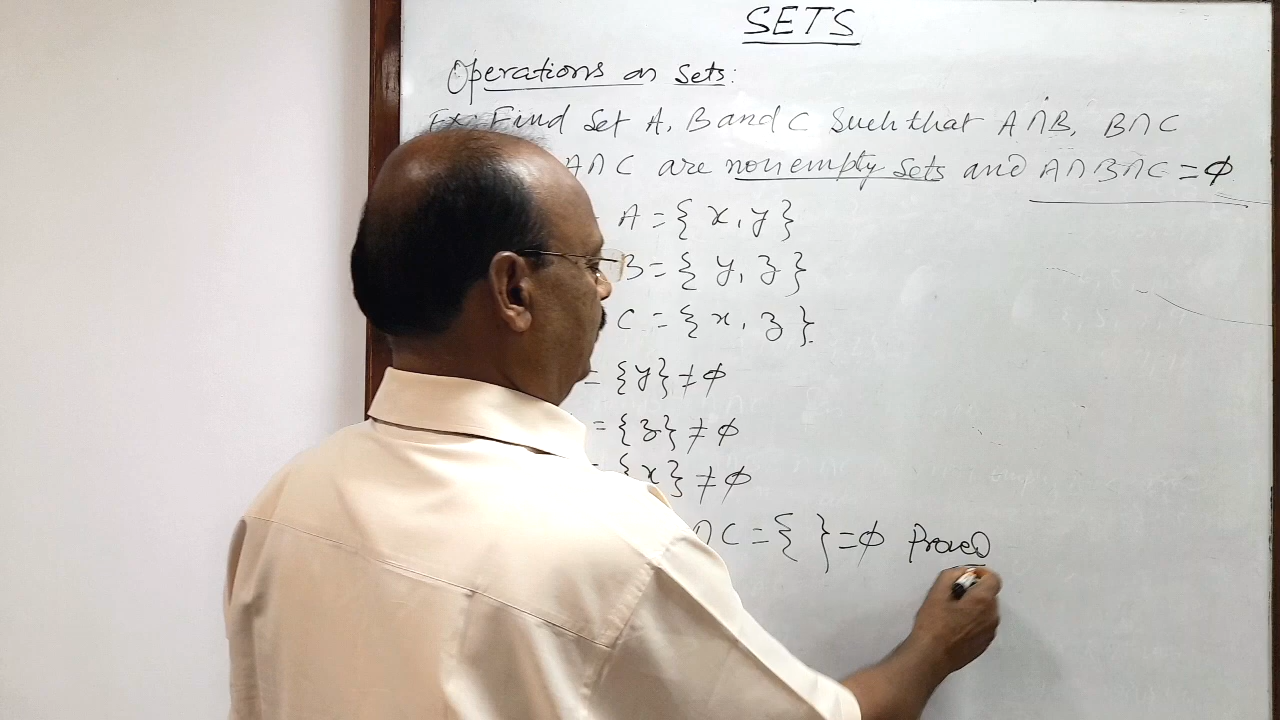 SETS
Operations on Sets:
Ex: Find Set A, B and C Such that A∩B, B∩C
A∩C are nonempty sets and A∩B∩C = ϕ
A = { x, y }
B = { y, z }
C = { x, z }.
= {y} ≠ ϕ
= {z} ≠ ϕ
= {x} ≠ ϕ
∩C = { } = ϕ Proved